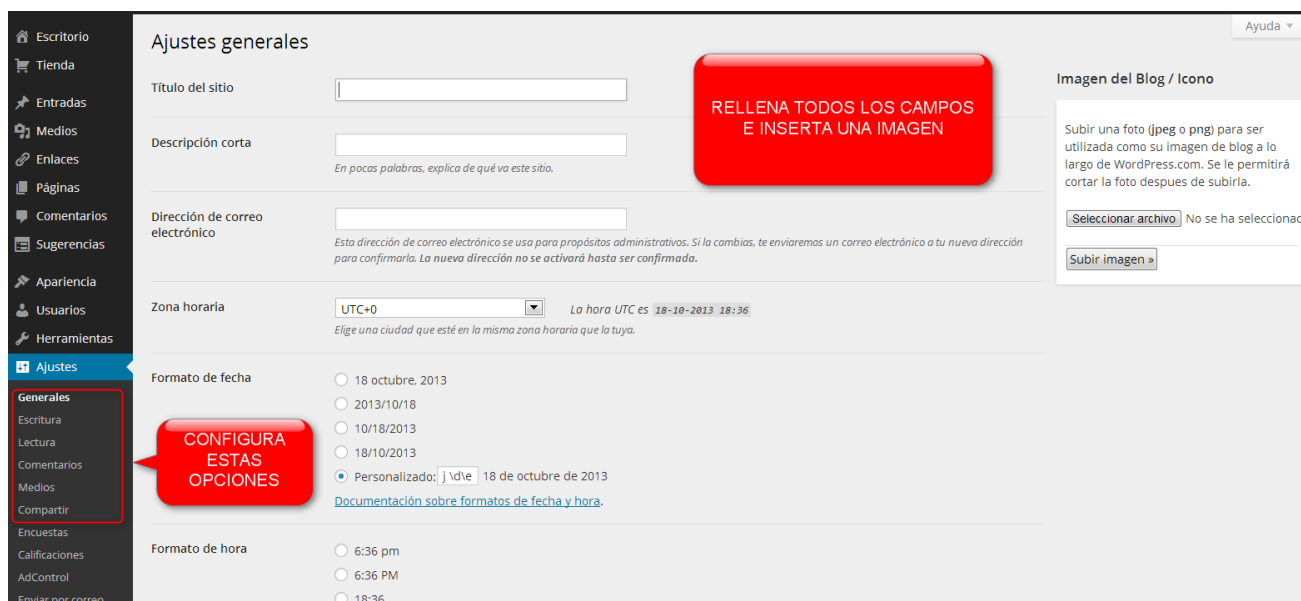 Escritorio
Tienda
Entradas
Medios
Enlaces
Páginas
Comentarios
Sugerencias
Apariencia
Usuarios
Herramientas
Ajustes
Generales
Escritura
Lectura
Comentarios
Medios
Compartir
Encuestas
Calificaciones
AdControl
Enviar por correo
CONFIGURA
ESTAS
OPCIONES
Ajustes generales
Título del sitio
RELLENA TODOS LOS CAMPOS
E INSERTA UNA IMAGEN
Descripción corta
En pocas palabras, explica de qué va este sitio.
Dirección de correo
electrónico
Esta dirección de correo electrónico se usa para propósitos administrativos. Si la cambias, te enviaremos un correo electrónico a tu nueva dirección
para confirmarla. La nueva dirección no se activará hasta ser confirmada.
Zona horaria
UTC+0 La hora UTC es 18-10-2013 18:36
Elige una ciudad que esté en la misma zona horaria que la tuya.
Formato de fecha
18 octubre, 2013
2013/10/18
10/18/2013
18/10/2013
Personalizado: j \d\e 18 de octubre de 2013
Documentación sobre formatos de fecha y hora.
Formato de hora
6:36 pm
6:36 PM
18:36
Ayuda
Imagen del Blog / Icono
Subir una foto (jpeg o png) para ser
utilizada como su imagen de blog a lo
largo de WordPress.com. Se le permitirá
cortar la foto despues de subirla.
Seleccionar archivo No se ha seleccionad
Subir imagen »